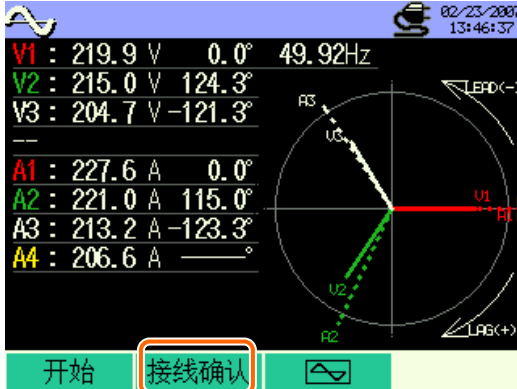 02/23/2007
13:46:37
V1 : 219.9 V 0.0° 49.92Hz
V2 : 215.0 V 124.3°
V3 : 204.7 V -121.3°
--
A1 : 227.6 A 0.0°
A2 : 221.0 A 115.0°
A3 : 213.2 A -123.3°
A4 : 206.6 A ——°
LEAD(-
A3
V3
V1
A1
V2
A2
LAG(+)
开始 接线确认